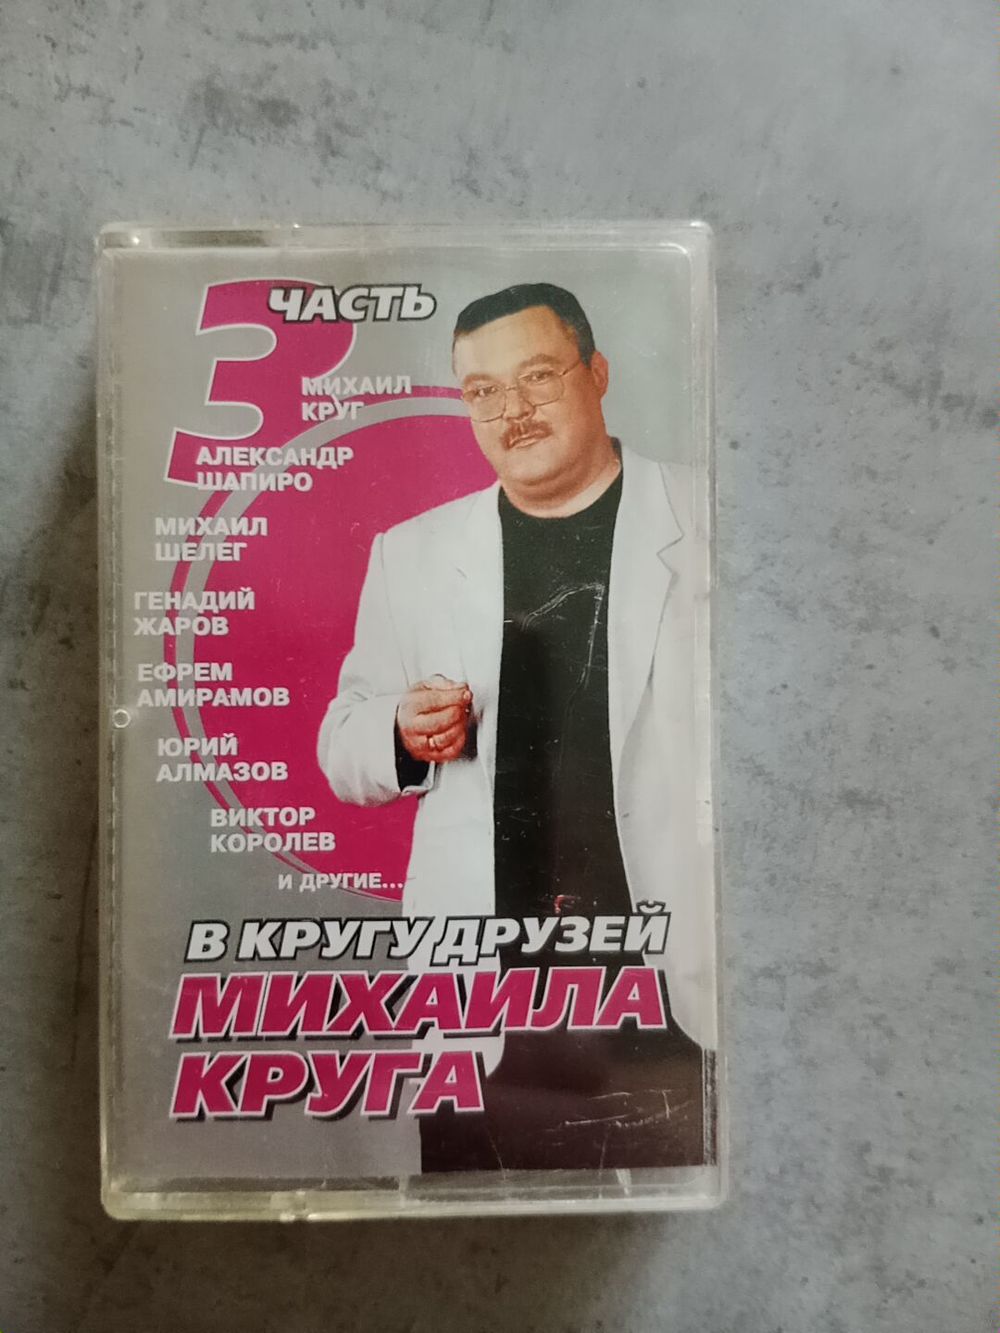 3 ЧАСТЬ
МИХАИЛ
КРУГ
АЛЕКСАНДР
ШАПИРО
МИХАИЛ
ШЕЛЕГ
ГЕНАДИЙ
ЖАРОВ
ЕФРЕМ
АМИРАМОВ
ЮРИЙ
АЛМАЗОВ
ВИКТОР
КОРОЛЕВ
И ДРУГИЕ...
В КРУГУ ДРУЗЕЙ
МИХАИЛА
КРУГА